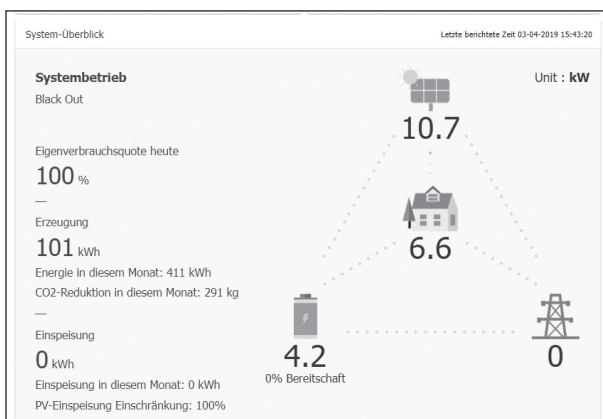 System-Überblick
Letzte berichtete Zeit 03-04-2019 15:43:20
Systembetrieb
Unit : kW
Black Out
10.7
Eigenverbrauchsquote heute
100 %
Erzeugung
101 kWh
6.6
Energie in diesem Monat: 411 kWh
CO2-Reduktion in diesem Monat: 291 kg
Einspeisung
0 kWh
4.2
0
0% Bereitschaft
Einspeisung in diesem Monat: 0 kWh
PV-Einspeisung Einschränkung: 100%